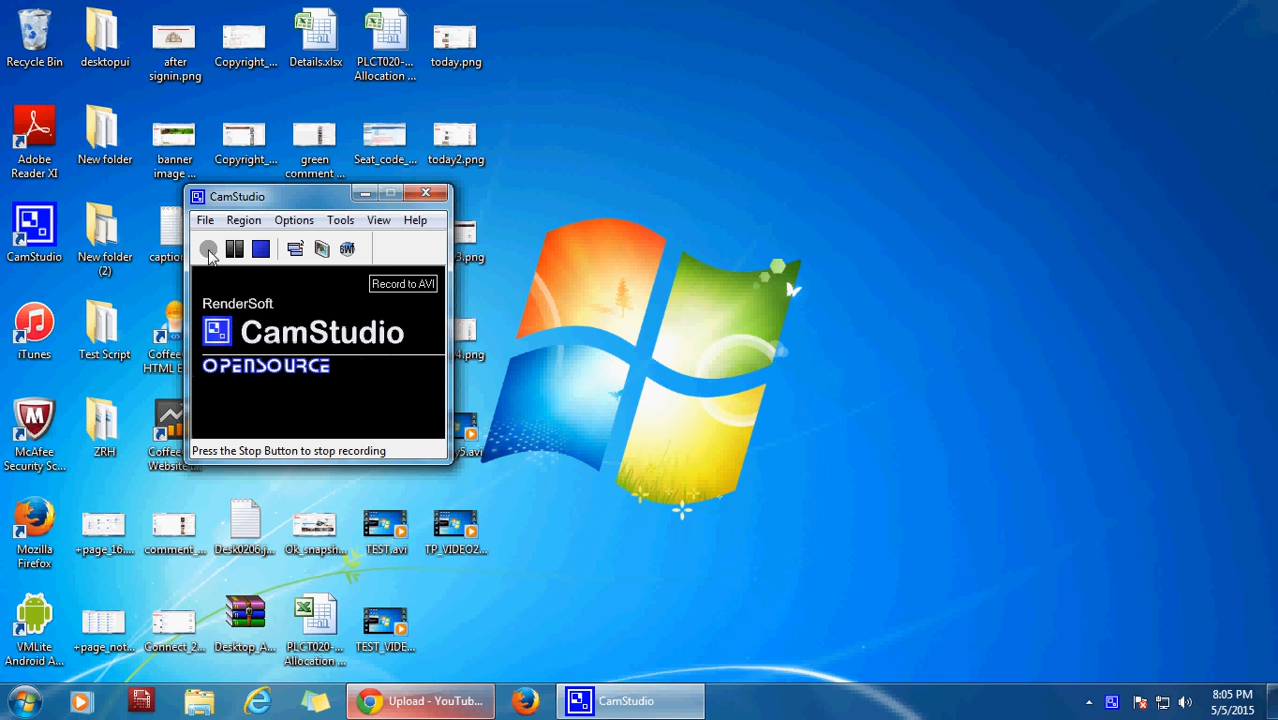 Recycle Bin
desktopui
after
signin.png
Copyright_...
Details.xlsx
PLCT020-...
Allocation ...
today.png
Adobe
Reader XI
New folder
banner
image ...
Copyright_...
green
comment ...
Seat_code_...
today2.png
CamStudio
File
Region
Options
Tools
View
Help
SWF
Record to AVI
RenderSoft
CamStudio
OPENSOURCE
Press the Stop Button to stop recording
CamStudio
New folder
(2)
iTunes
Test Script
McAfee
Security Sc...
ZRH
Mozilla
Firefox
+page_16....
comment_...
Desk0206.j...
Ok_snapsh...
TEST.avi
TP_VIDEO2...
VMLite
Android A...
+page_not...
Connect_2...
Desktop_A...
PLCT020-...
Allocation ...
TEST_VIDE...
Upload - YouTub...
CamStudio
8:05 PM
5/5/2015